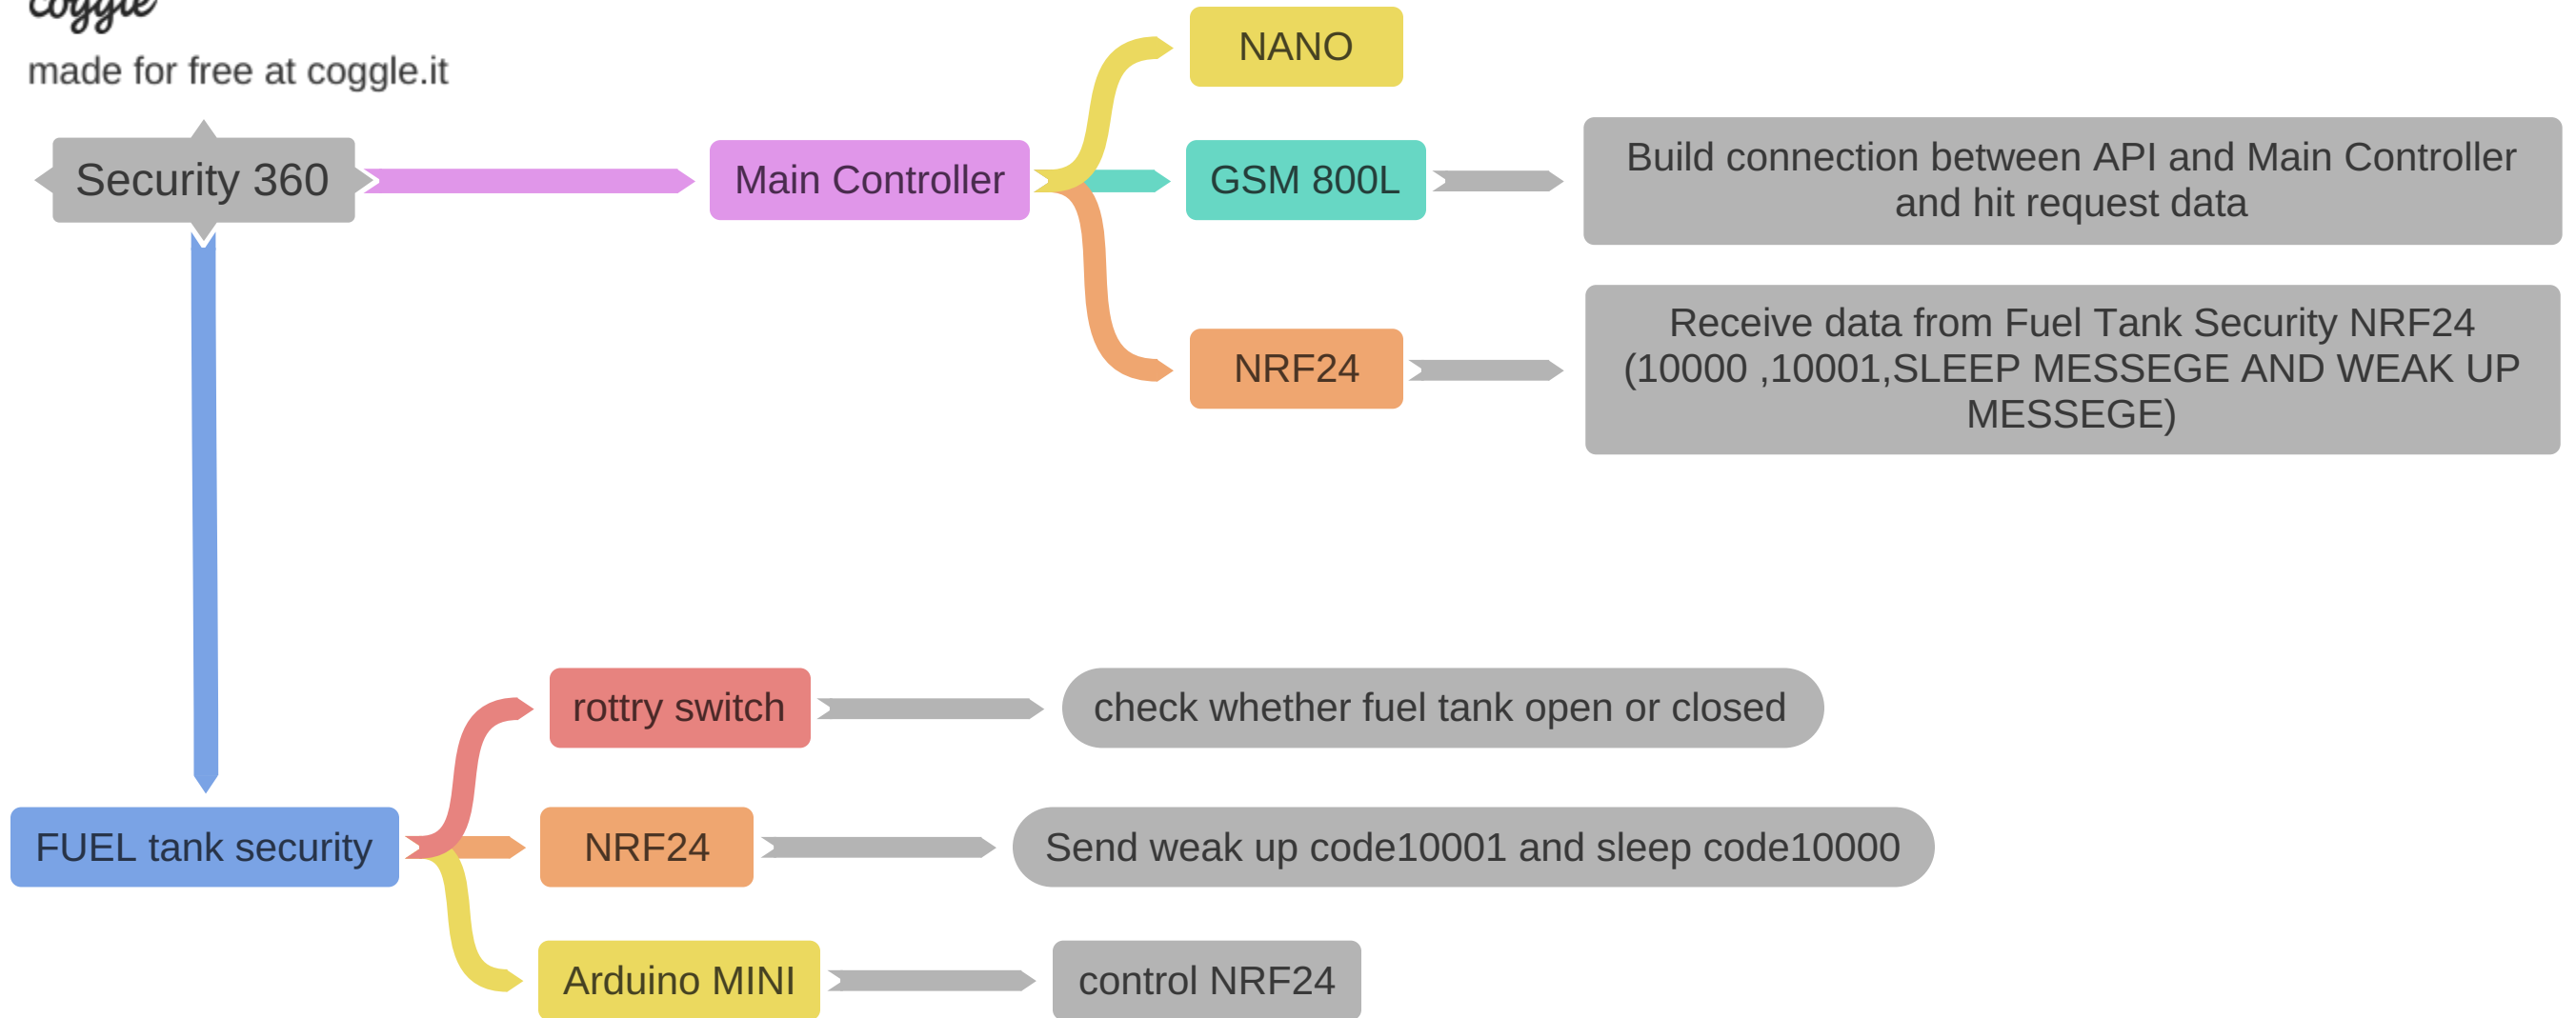 coggle
made for free at coggle.it
NANO
Security 360
Main Controller
GSM 800L
Build connection between API and Main Controller
and hit request data
NRF24
Receive data from Fuel Tank Security NRF24
(10000 ,10001,SLEEP MESSEGE AND WEAK UP
MESSEGE)
rottry switch
check whether fuel tank open or closed
FUEL tank security
NRF24
Send weak up code10001 and sleep code10000
Arduino MINI
control NRF24